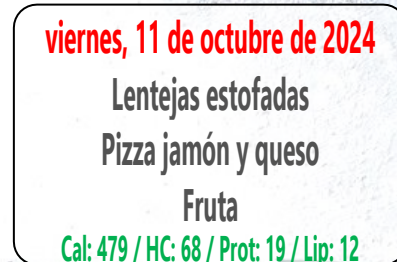 viernes, 11 de octubre de 2024
Lentejas estofadas
Pizza jamón y queso
Fruta
Cal: 479 / HC: 68 / Prot: 19 / Lip: 12